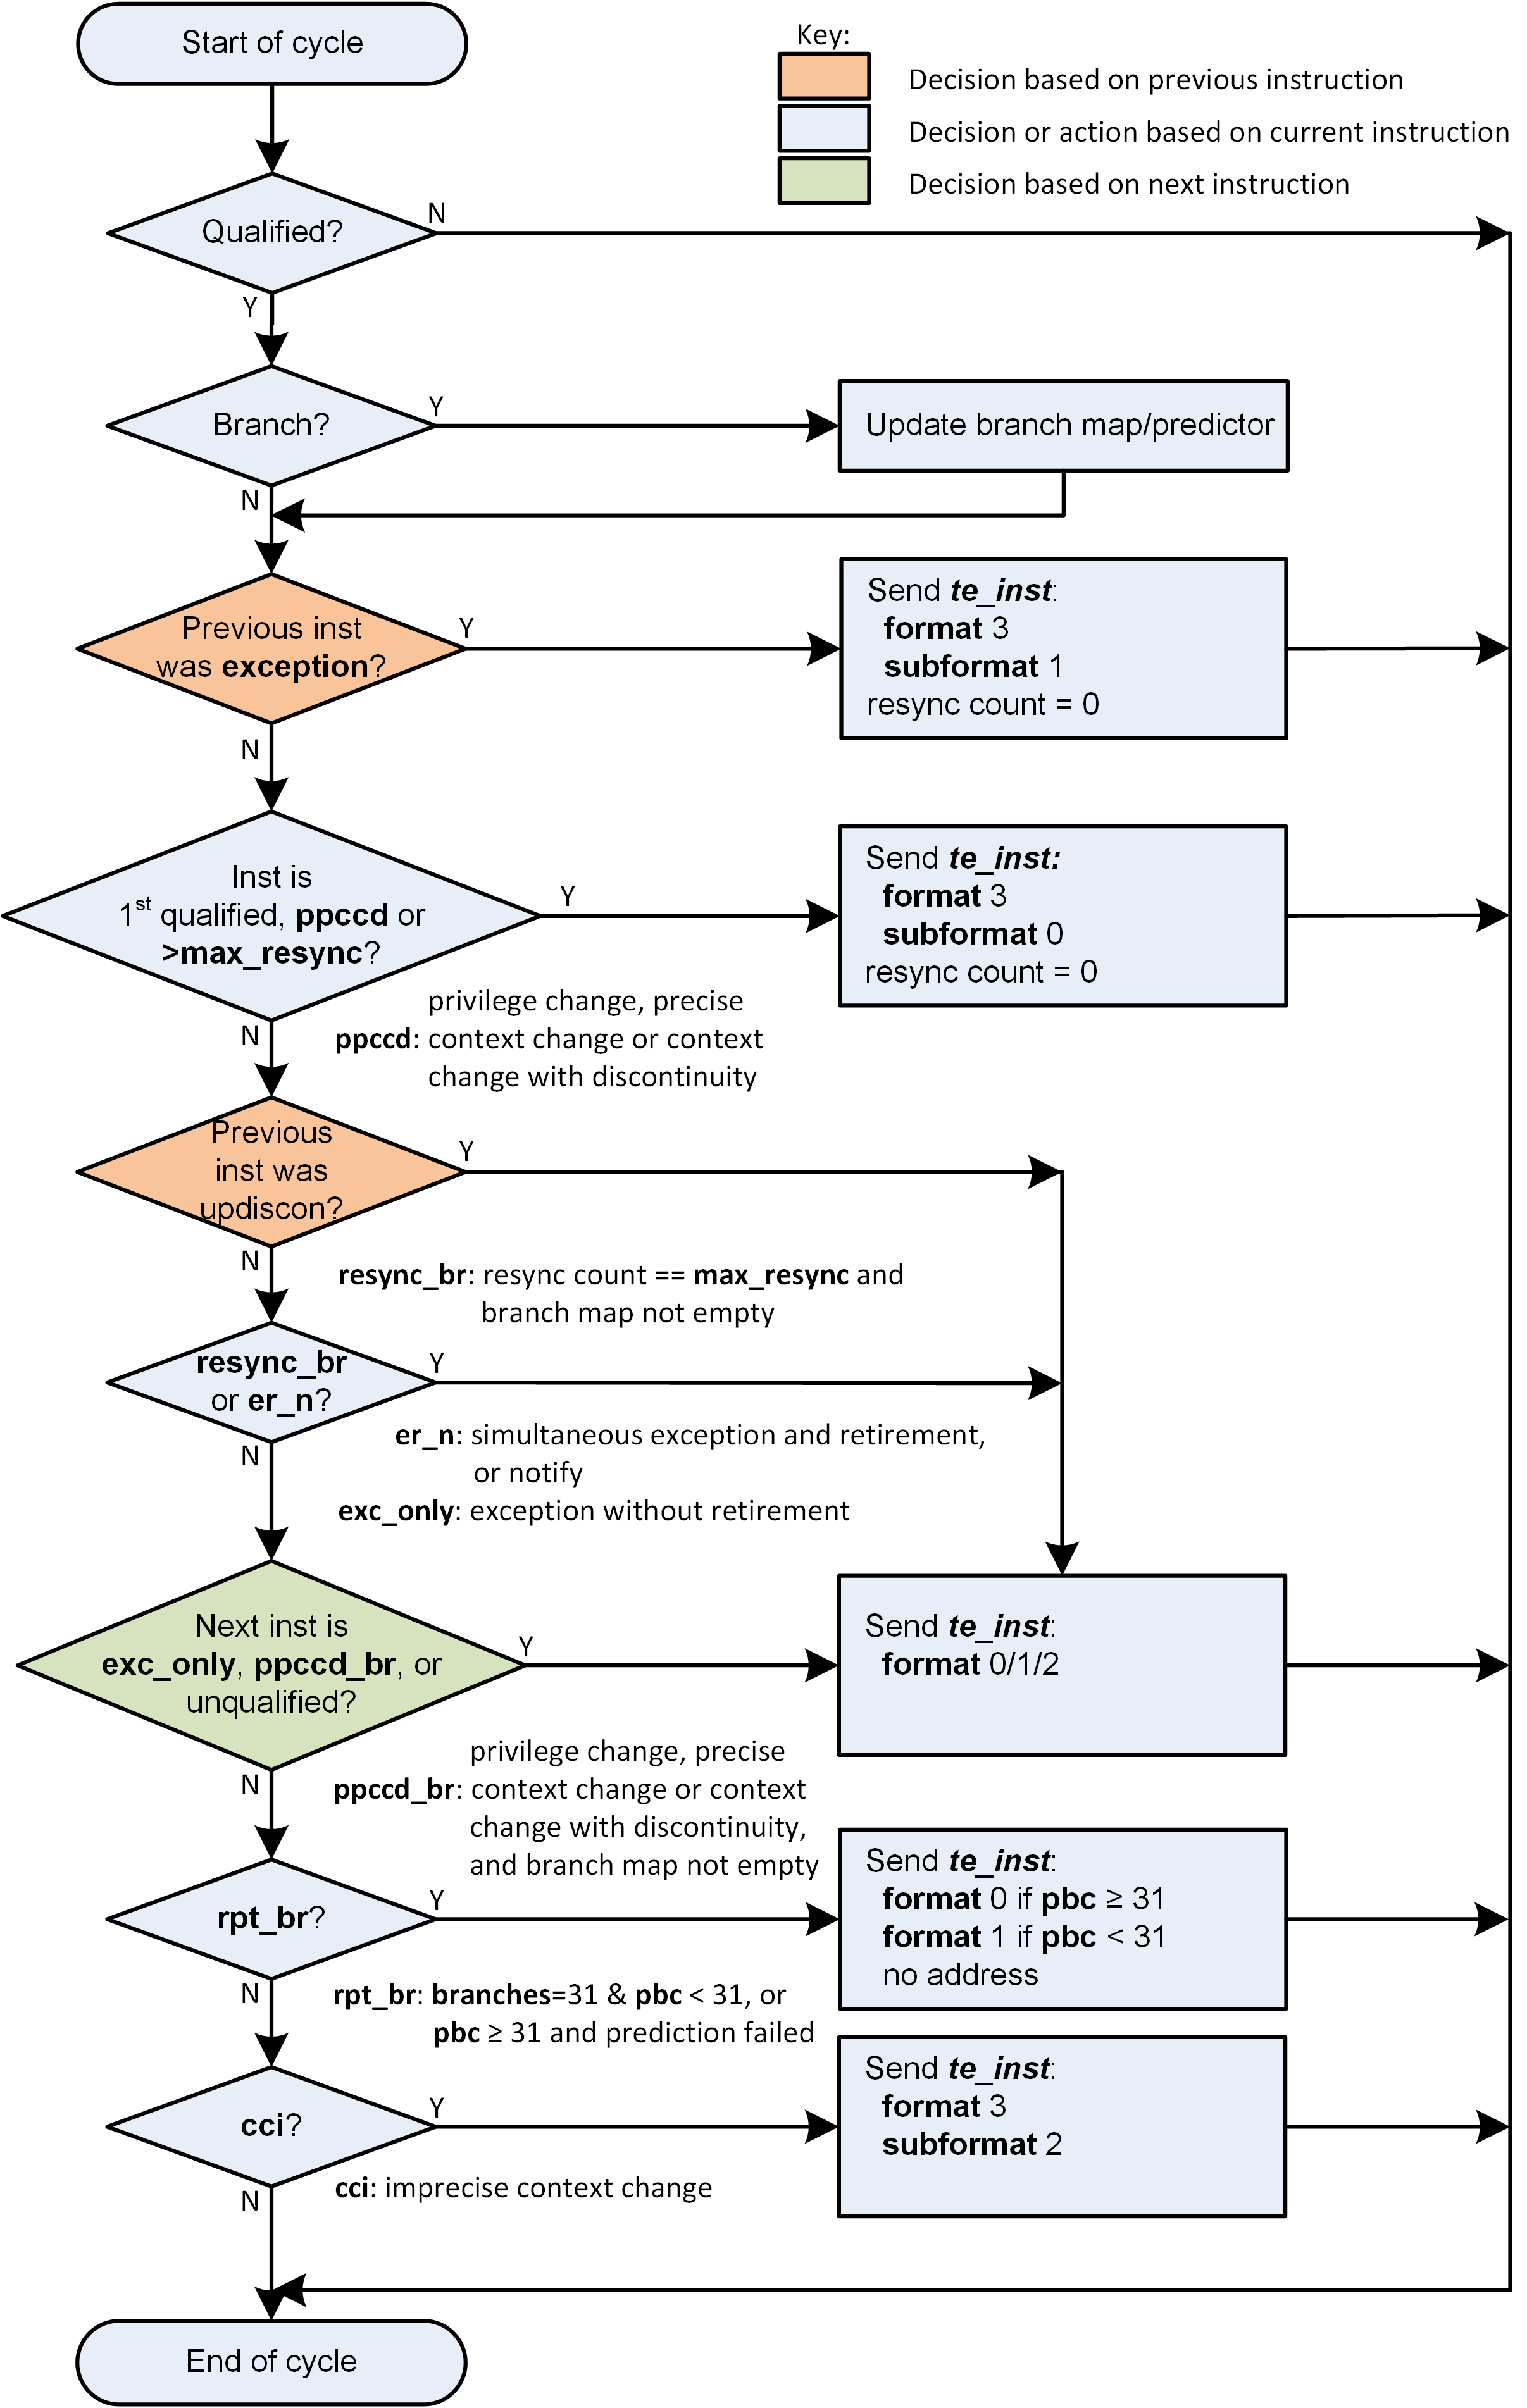 Start of cycle
Key:
Decision based on previous instruction
Decision or action based on current instruction
Decision based on next instruction
Qualified?
N
Y
Branch?
Y
Update branch map/predictor
N
Previous inst
was exception?
Y
Send te_inst:
format 3
subformat 1
resync count = 0
N
Inst is
1st qualified, ppccd or
>max_resync?
Y
Send te_inst:
format 3
subformat 0
resync count = 0
N
privilege change, precise
ppccd: context change or context
change with discontinuity
Previous
inst was
updiscon?
Y
N
resync_br: resync count == max_resync and
branch map not empty
resync_br
or er_n?
Y
N
er_n: simultaneous exception and retirement,
or notify
exc_only: exception without retirement
Next inst is
exc_only, ppccd_br, or
unqualified?
Y
Send te_inst:
format 0/1/2
N
privilege change, precise
ppccd_br: context change or context
change with discontinuity,
and branch map not empty
rpt_br?
Y
Send te_inst:
format 0 if pbc ≥ 31
format 1 if pbc < 31
no address
N
rpt_br: branches=31 & pbc < 31, or
pbc ≥ 31 and prediction failed
cci?
Y
Send te_inst:
format 3
subformat 2
N
cci: imprecise context change
End of cycle